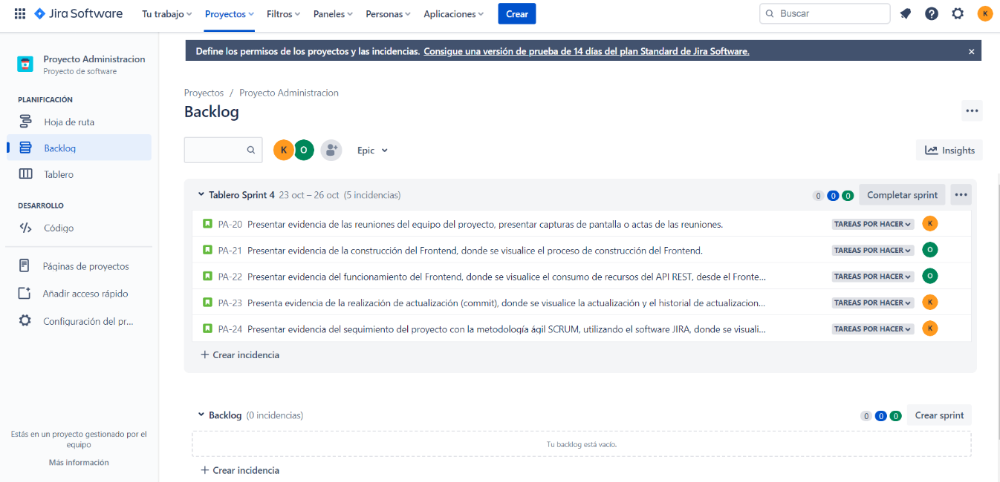 Jira Software
Tu trabajo
Proyectos
Filtros
Paneles
Personas
Aplicaciones
Crear
Buscar
K
Proyecto Administracion
Proyecto de software
Define los permisos de los proyectos y las incidencias. Consigue una versión de prueba de 14 días del plan Standard de Jira Software.
PLANIFICACIÓN
Hoja de ruta
Backlog
Tablero
DESARROLLO
Código
Páginas de proyectos
Añadir acceso rápido
Configuración del pr...
Estás en un proyecto gestionado por el
equipo
Más información
Proyectos / Proyecto Administracion
Backlog
K O
Epic
Insights
Tablero Sprint 4 23 oct – 26 oct (5 incidencias) 0 0 0 Completar sprint
PA-20 Presentar evidencia de las reuniones del equipo del proyecto, presentar capturas de pantalla o actas de las reuniones. TAREAS POR HACER K
PA-21 Presentar evidencia de la construcción del Frontend, donde se visualice el proceso de construcción del Frontend. TAREAS POR HACER O
PA-22 Presentar evidencia del funcionamiento del Frontend, donde se visualice el consumo de recursos del API REST, desde el Fronte... TAREAS POR HACER O
PA-23 Presenta evidencia de la realización de actualización (commit), donde se visualice la actualización y el historial de actualizacion... TAREAS POR HACER K
PA-24 Presentar evidencia del seguimiento del proyecto con la metodología ágil SCRUM, utilizando el software JIRA, donde se visuali... TAREAS POR HACER K
+ Crear incidencia
Backlog (0 incidencias) 0 0 0 Crear sprint
Tu backlog está vacío.
+ Crear incidencia